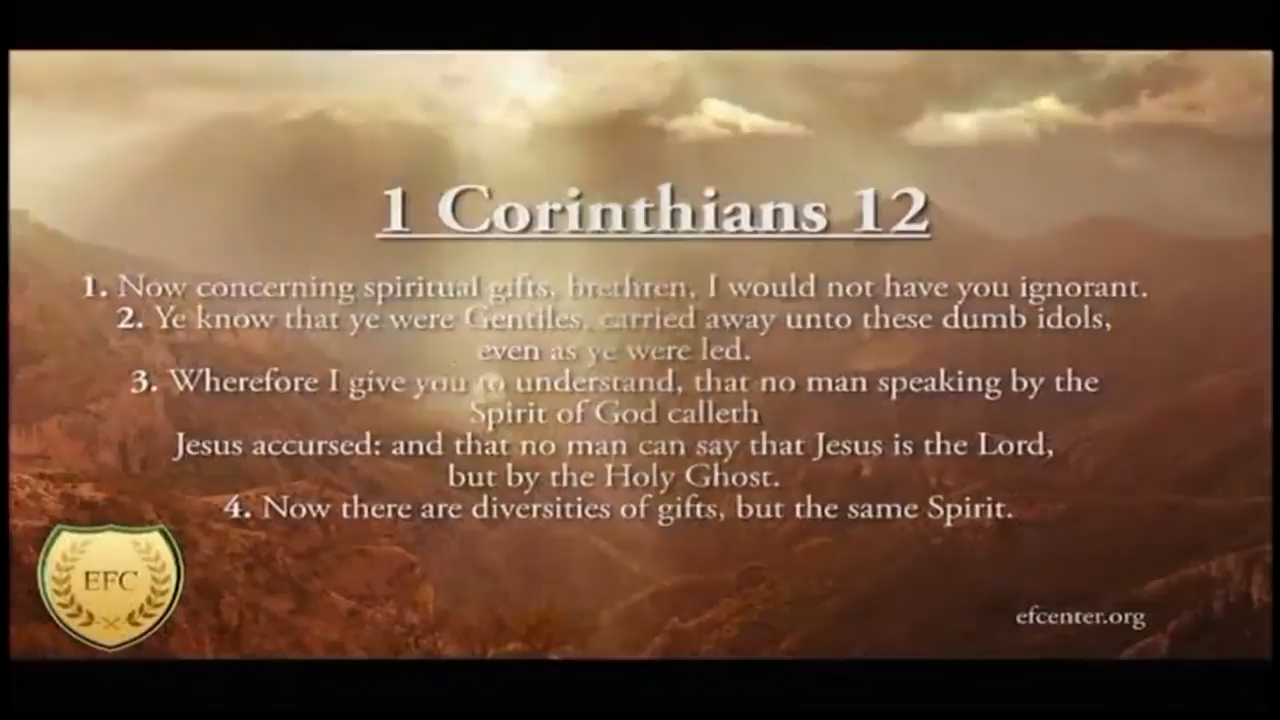 1 Corinthians 12
1. Now concerning spiritual gifts, brethren, I would not have you ignorant.
2. Ye know that ye were Gentiles, carried away unto these dumb idols,
even as ye were led.
3. Wherefore I give you to understand, that no man speaking by the
Spirit of God calleth
Jesus accursed: and that no man can say that Jesus is the Lord,
but by the Holy Ghost.
4. Now there are diversities of gifts, but the same Spirit.
EFC
efcenter.org